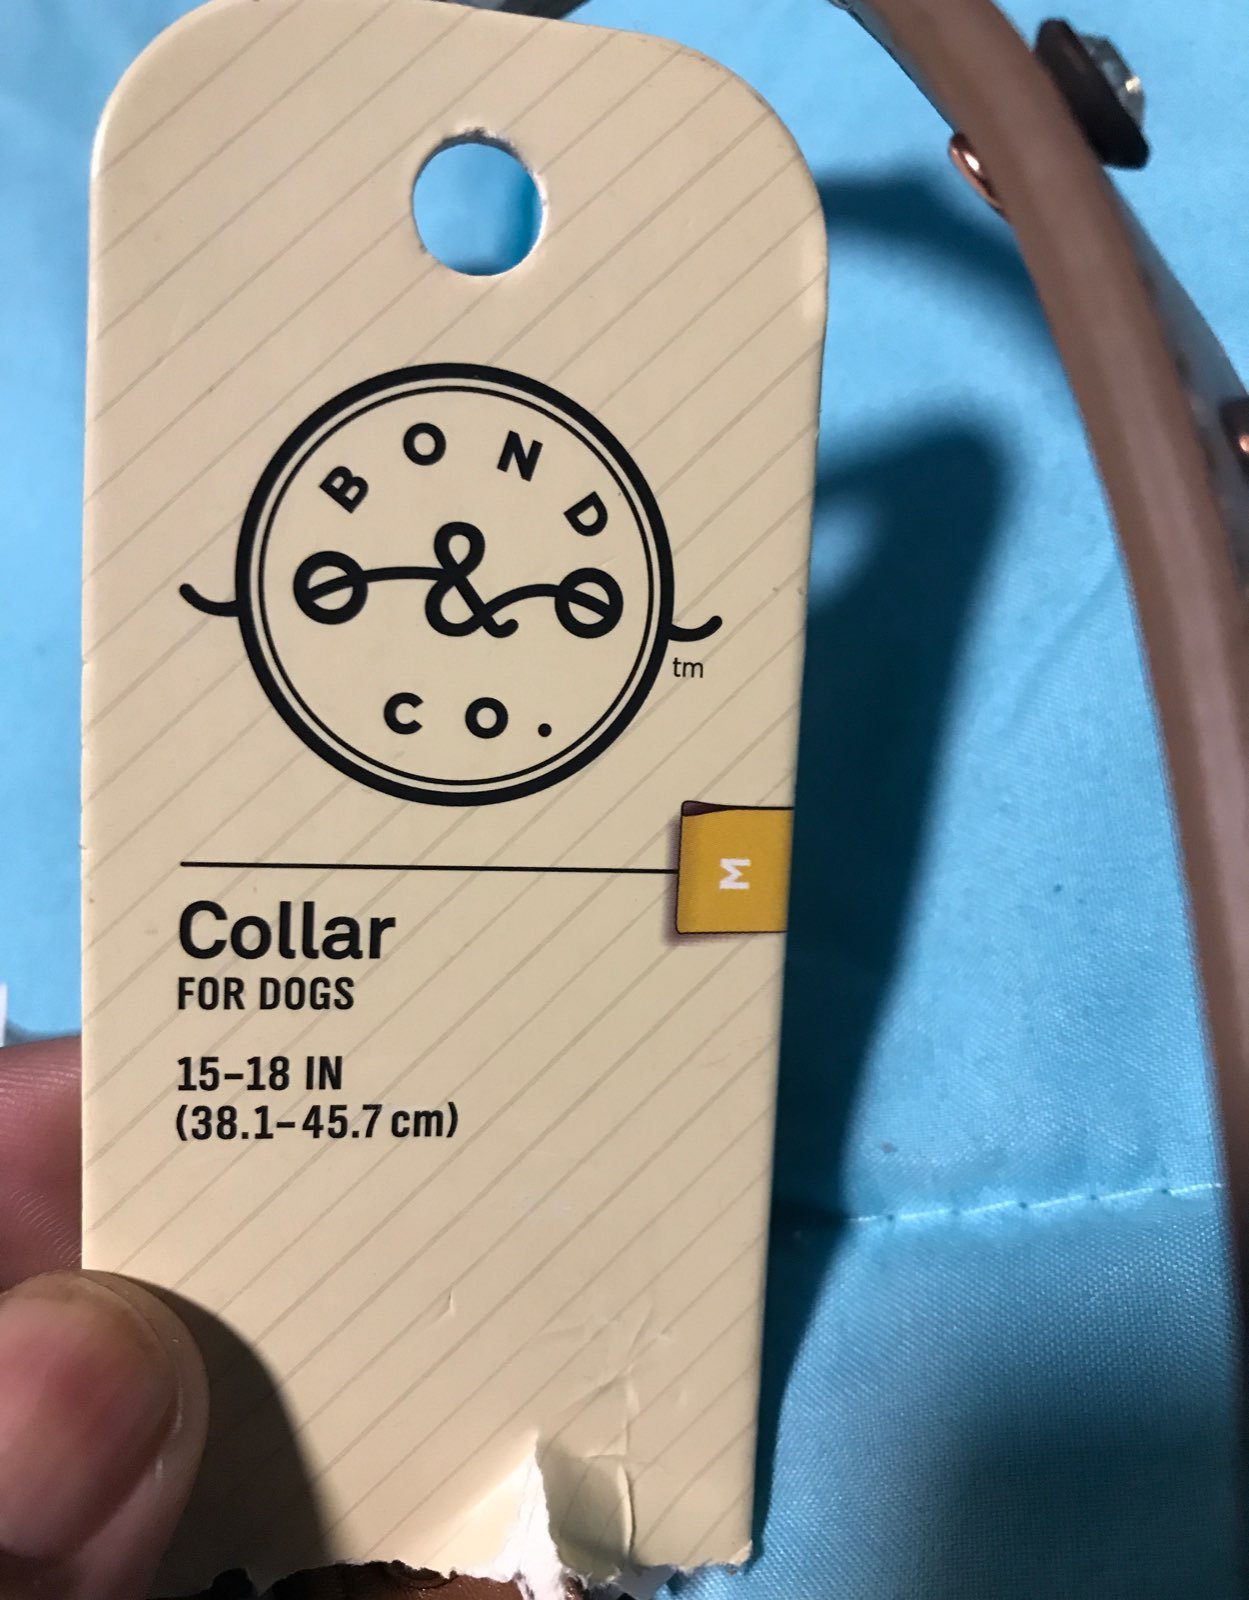 BOND
&
CO.
tm
M
Collar
FOR DOGS
15-18 IN
(38.1-45.7 cm)